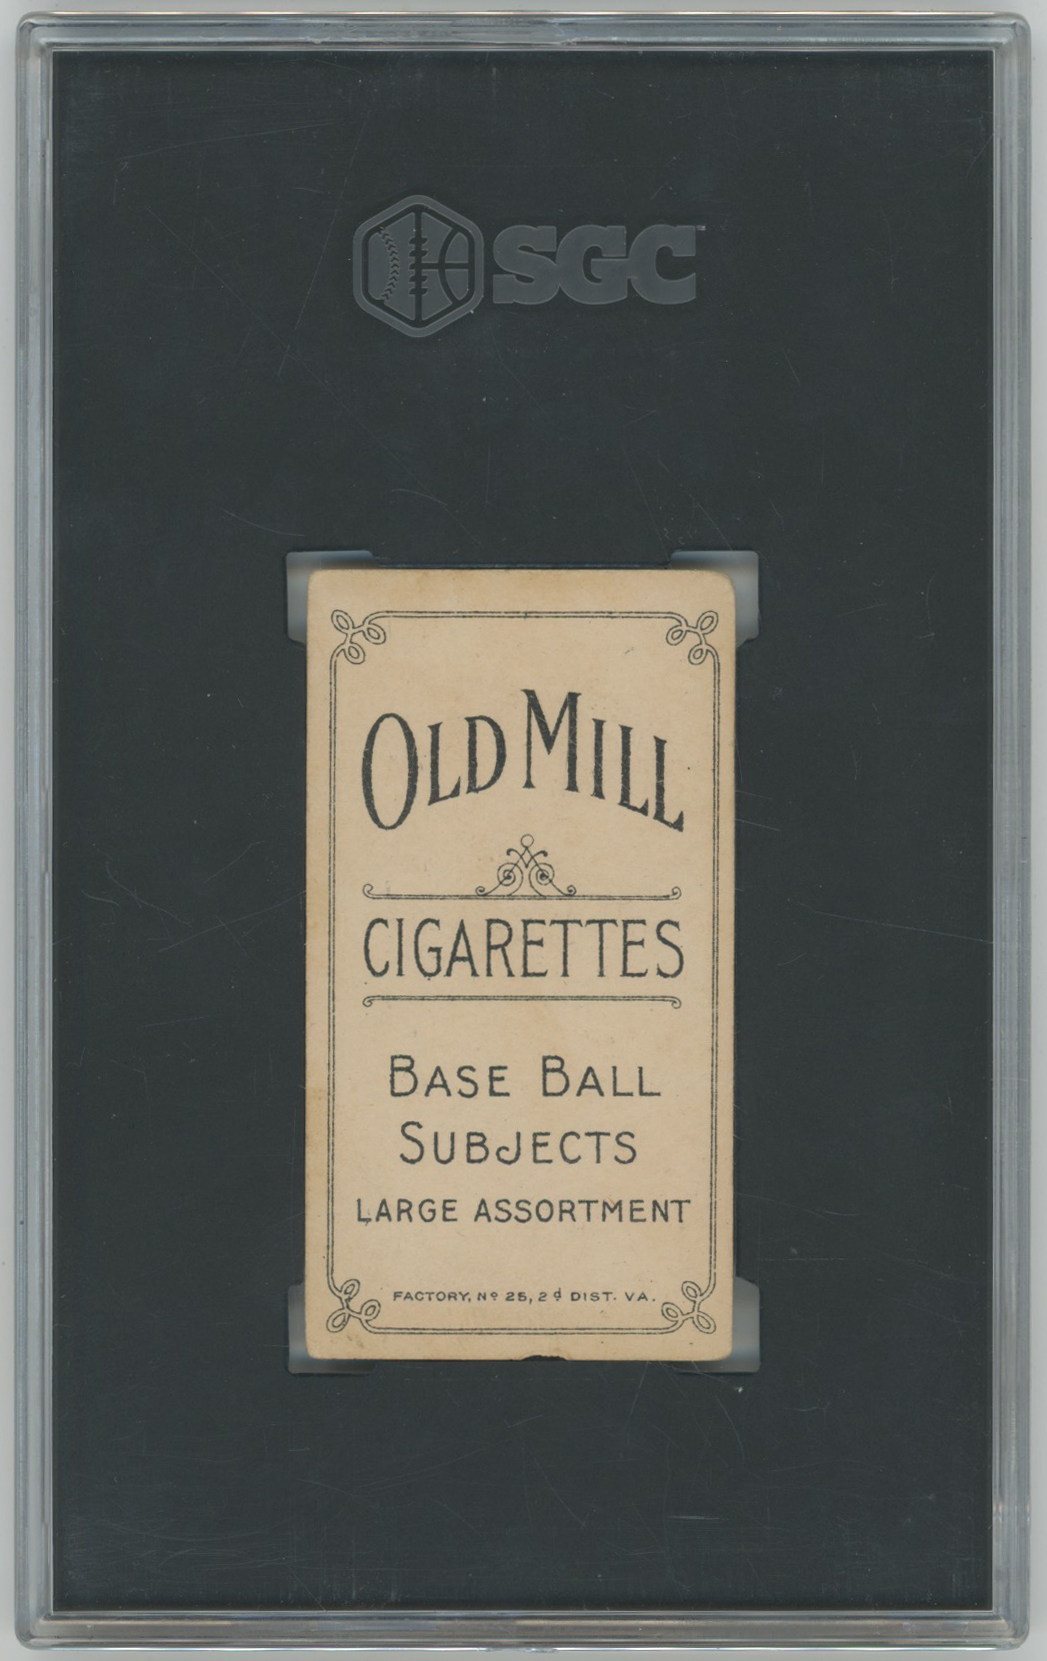 SGC
OLD MILL
CIGARETTES
BASE BALL
SUBJECTS
LARGE ASSORTMENT
FACTORY, Nº 25, 2d DIST. VA.